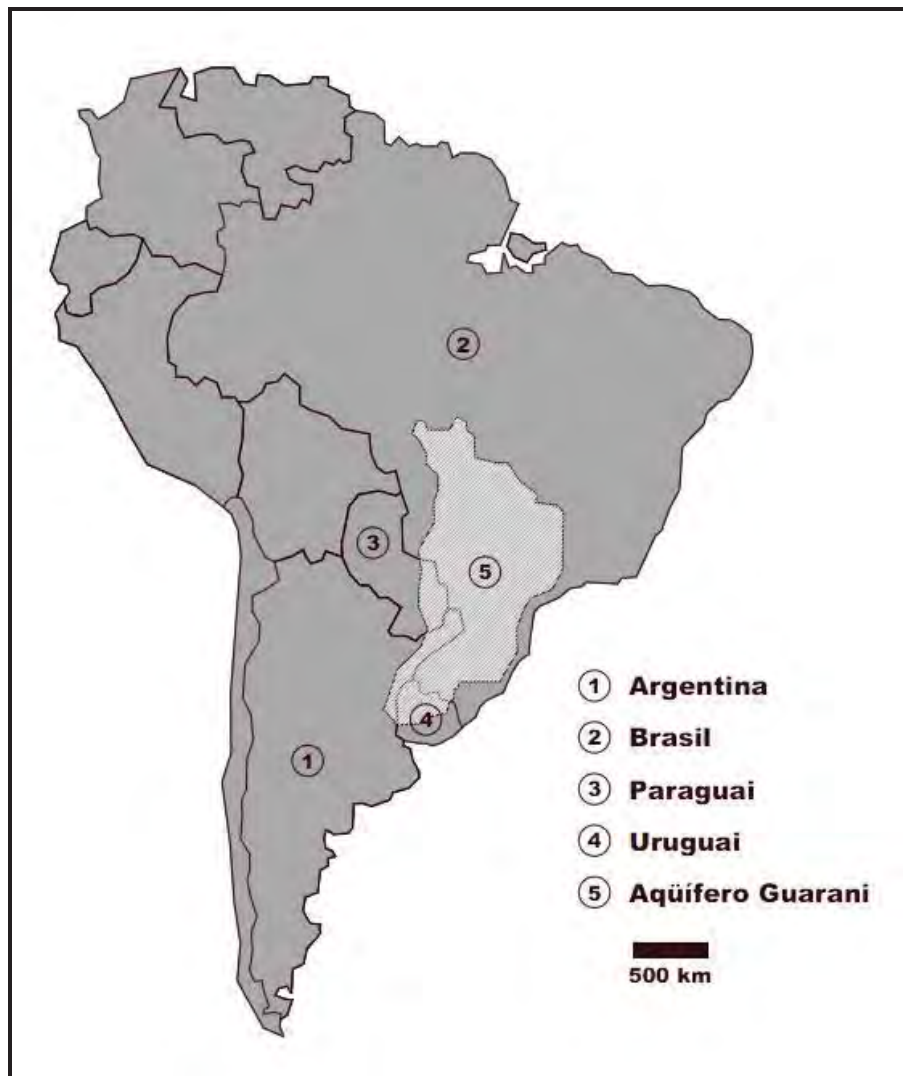 2
3
5
4
1
1 Argentina
2 Brasil
3 Paraguai
4 Uruguai
5 Aqüífero Guarani
500 km